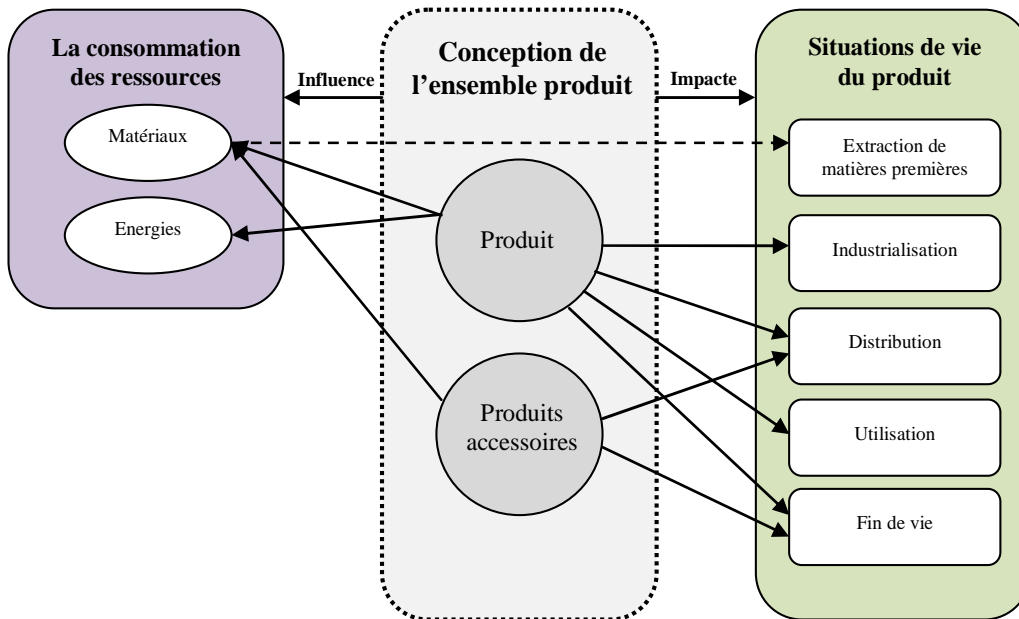 La consommation
des ressources
Matériaux
Energies
Influence
Conception de
l’ensemble produit
Produit
Produits
accessoires
Impacte
Situations de vie
du produit
Extraction de
matières premières
Industrialisation
Distribution
Utilisation
Fin de vie